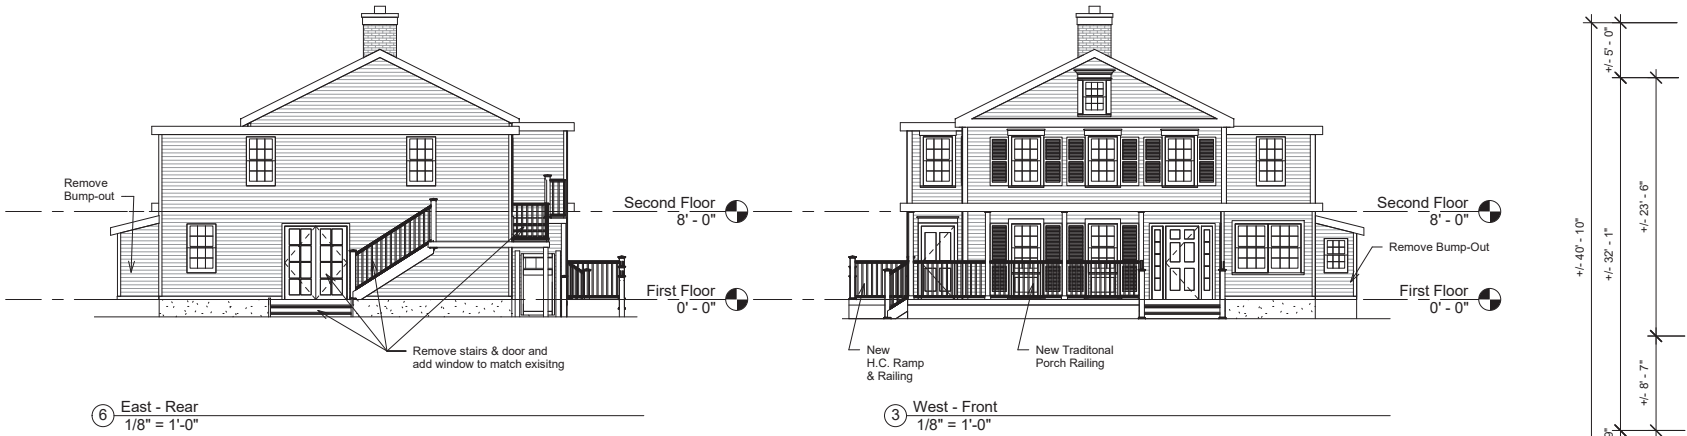 Remove
Bump-out
Second Floor
8' - 0"
First Floor
0' - 0"
Remove stairs & door and
add window to match exisitng
6
East - Rear
1/8" = 1'-0"
Second Floor
8' - 0"
Remove Bump-Out
First Floor
0' - 0"
New
H.C. Ramp
& Railing
New Traditonal
Porch Railing
3
West - Front
1/8" = 1'-0"
+/- 40' - 10"
+/- 5' - 0"
+/- 32' - 1"
+/- 23' - 6"
+/- 8' - 7"